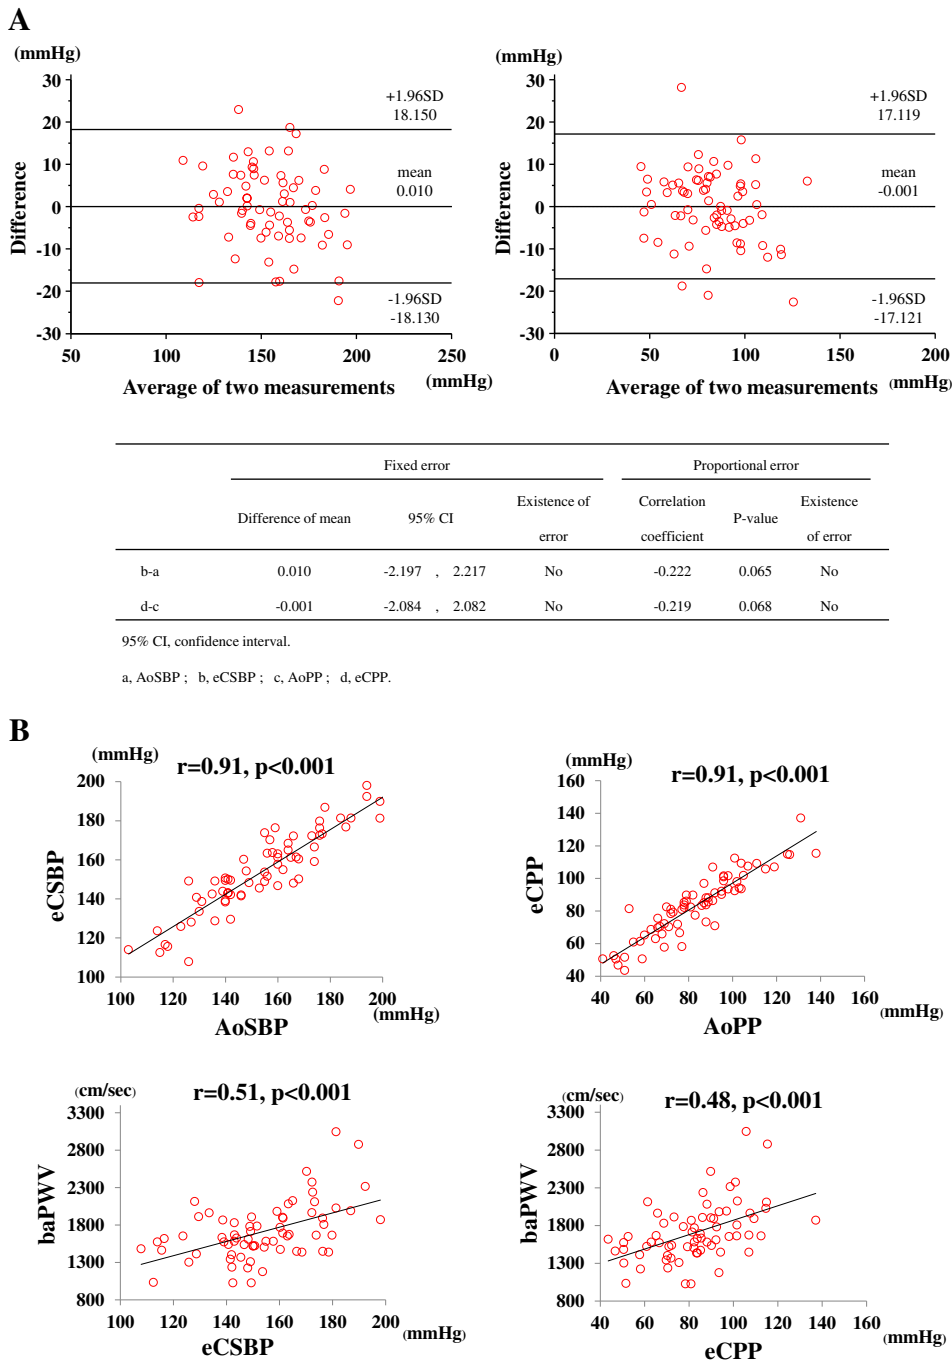 A
(mmHg)
(mmHg)
30
+1.96SD
18.150
20
10
mean
0.010
0
-10
-20
-1.96SD
-18.130
-30
50
100
150
200
250
Difference
Average of two measurements
(mmHg)
30
+1.96SD
17.119
20
10
mean
-0.001
0
-10
-20
-1.96SD
-17.121
-30
0
50
100
150
200
Difference
Average of two measurements
(mmHg)
Fixed error Proportional error
Difference of mean 95% CI Existence of error Correlation coefficient P-value Existence of error
b-a 0.010 -2.197 , 2.217 No -0.222 0.065 No
d-c -0.001 -2.084 , 2.082 No -0.219 0.068 No
95% CI, confidence interval.
a, AoSBP ; b, eCSBP ; c, AoPP ; d, eCPP.
B
(mmHg)
r=0.91, p<0.001
200
180
160
140
120
100
100
120
140
160
180
200
eCSBP
AoSBP
(mmHg)
(mmHg)
r=0.91, p<0.001
160
140
120
100
80
60
40
40
60
80
100
120
140
160
eCPP
AoPP
(mmHg)
(cm/sec)
r=0.51, p<0.001
3300
2800
2300
1800
1300
800
100
120
140
160
180
200
baPWV
eCSBP
(mmHg)
(cm/sec)
r=0.48, p<0.001
3300
2800
2300
1800
1300
800
40
60
80
100
120
140
160
baPWV
eCPP
(mmHg)